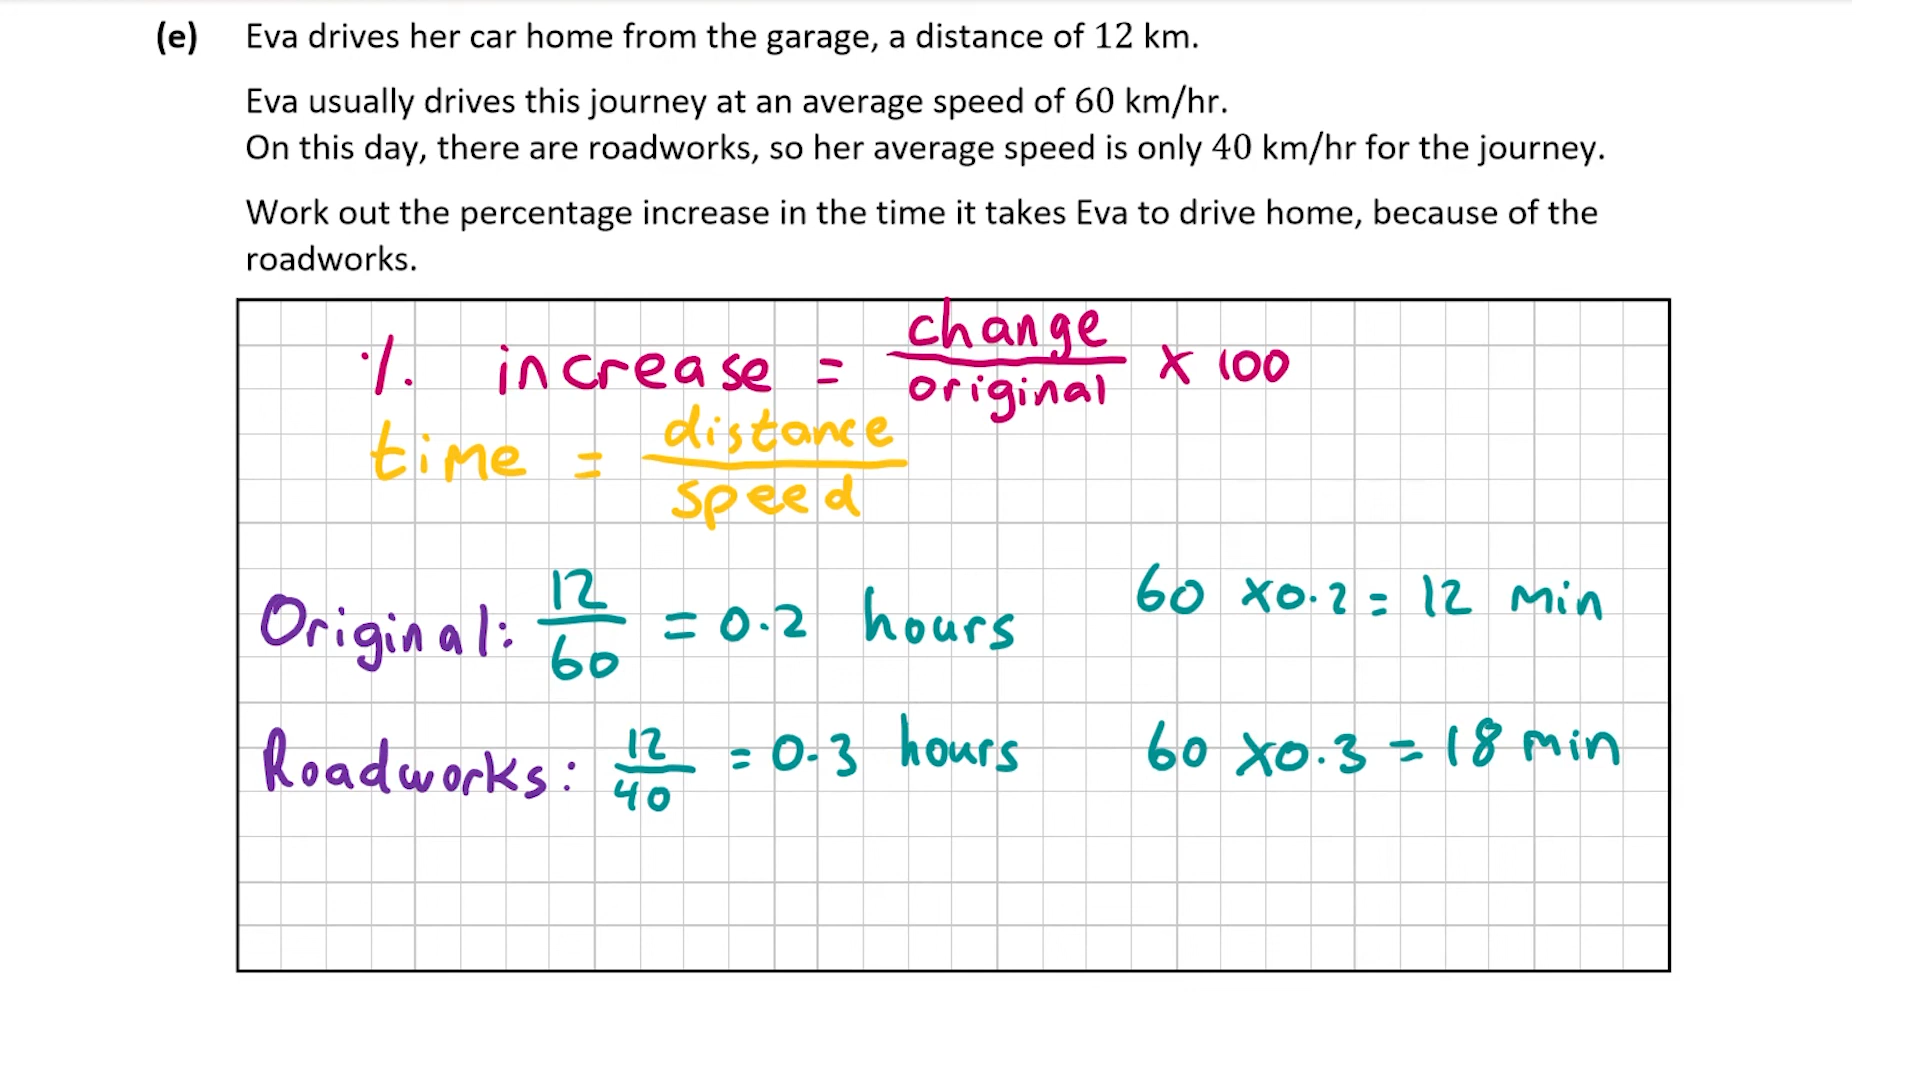 (e) Eva drives her car home from the garage, a distance of 12 km.
Eva usually drives this journey at an average speed of 60 km/hr.
On this day, there are roadworks, so her average speed is only 40 km/hr for the journey.
Work out the percentage increase in the time it takes Eva to drive home, because of the
roadworks.
% increase = change / original × 100
time = distance / speed
Original: 12/60 = 0.2 hours 60 × 0.2 = 12 min
Roadworks: 12/40 = 0.3 hours 60 × 0.3 = 18 min